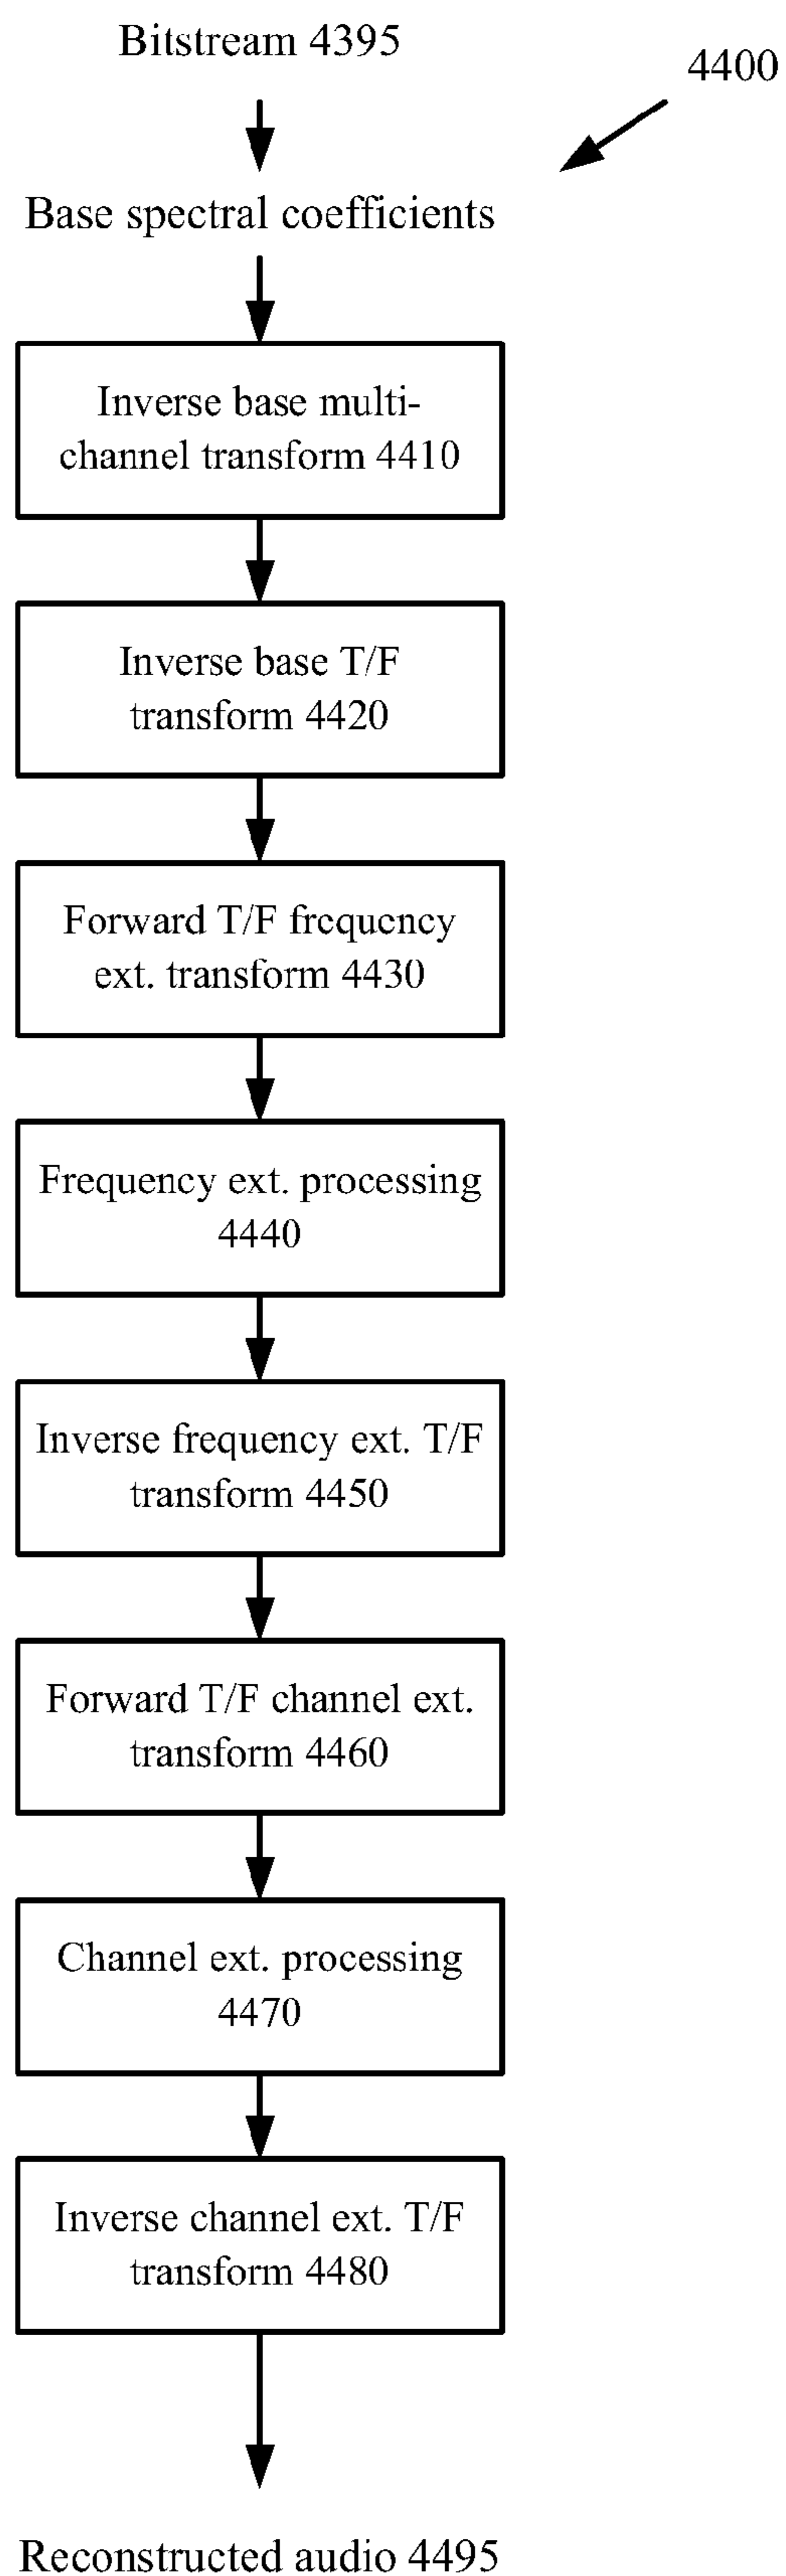 Bitstream 4395
4400
Base spectral coefficients
Inverse base multi-
channel transform 4410
Inverse base T/F
transform 4420
Forward T/F frequency
ext. transform 4430
Frequency ext. processing
4440
Inverse frequency ext. T/F
transform 4450
Forward T/F channel ext.
transform 4460
Channel ext. processing
4470
Inverse channel ext. T/F
transform 4480
Reconstructed audio 4495